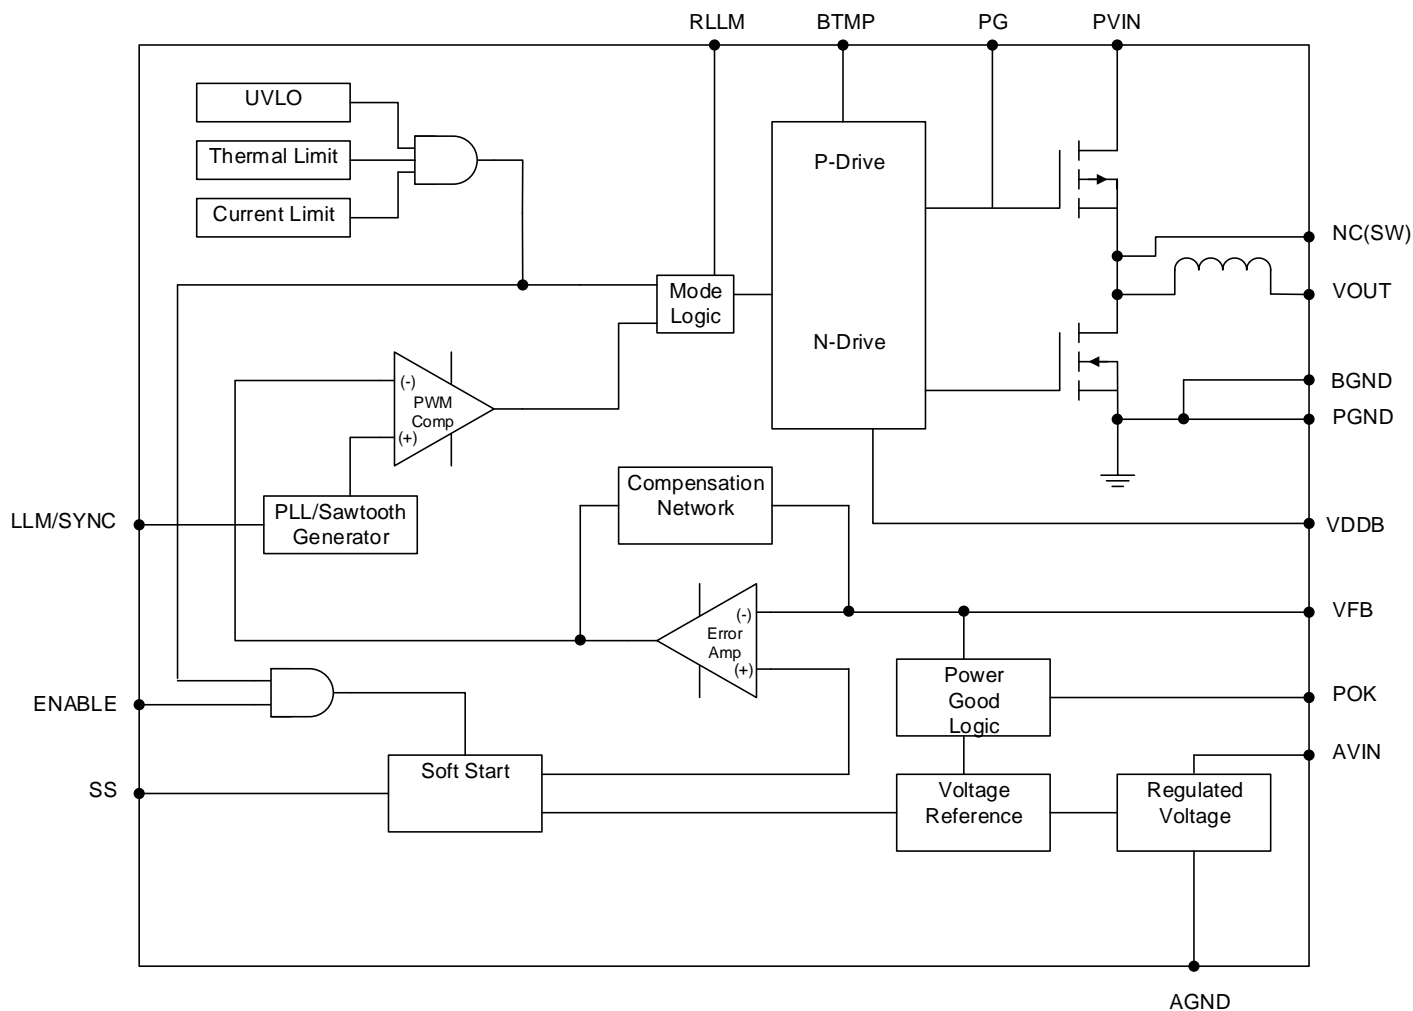 RLLM
BTMP
PG
PVIN
UVLO
Thermal Limit
Current Limit
P-Drive
N-Drive
Mode
Logic
NC(SW)
VOUT
BGND
PGND
(-)
PWM
Comp
(+)
LLM/SYNC
PLL/Sawtooth
Generator
Compensation
Network
VDDB
VFB
(-)
Error
Amp
(+)
ENABLE
Power
Good
Logic
POK
AVIN
SS
Soft Start
Voltage
Reference
Regulated
Voltage
AGND